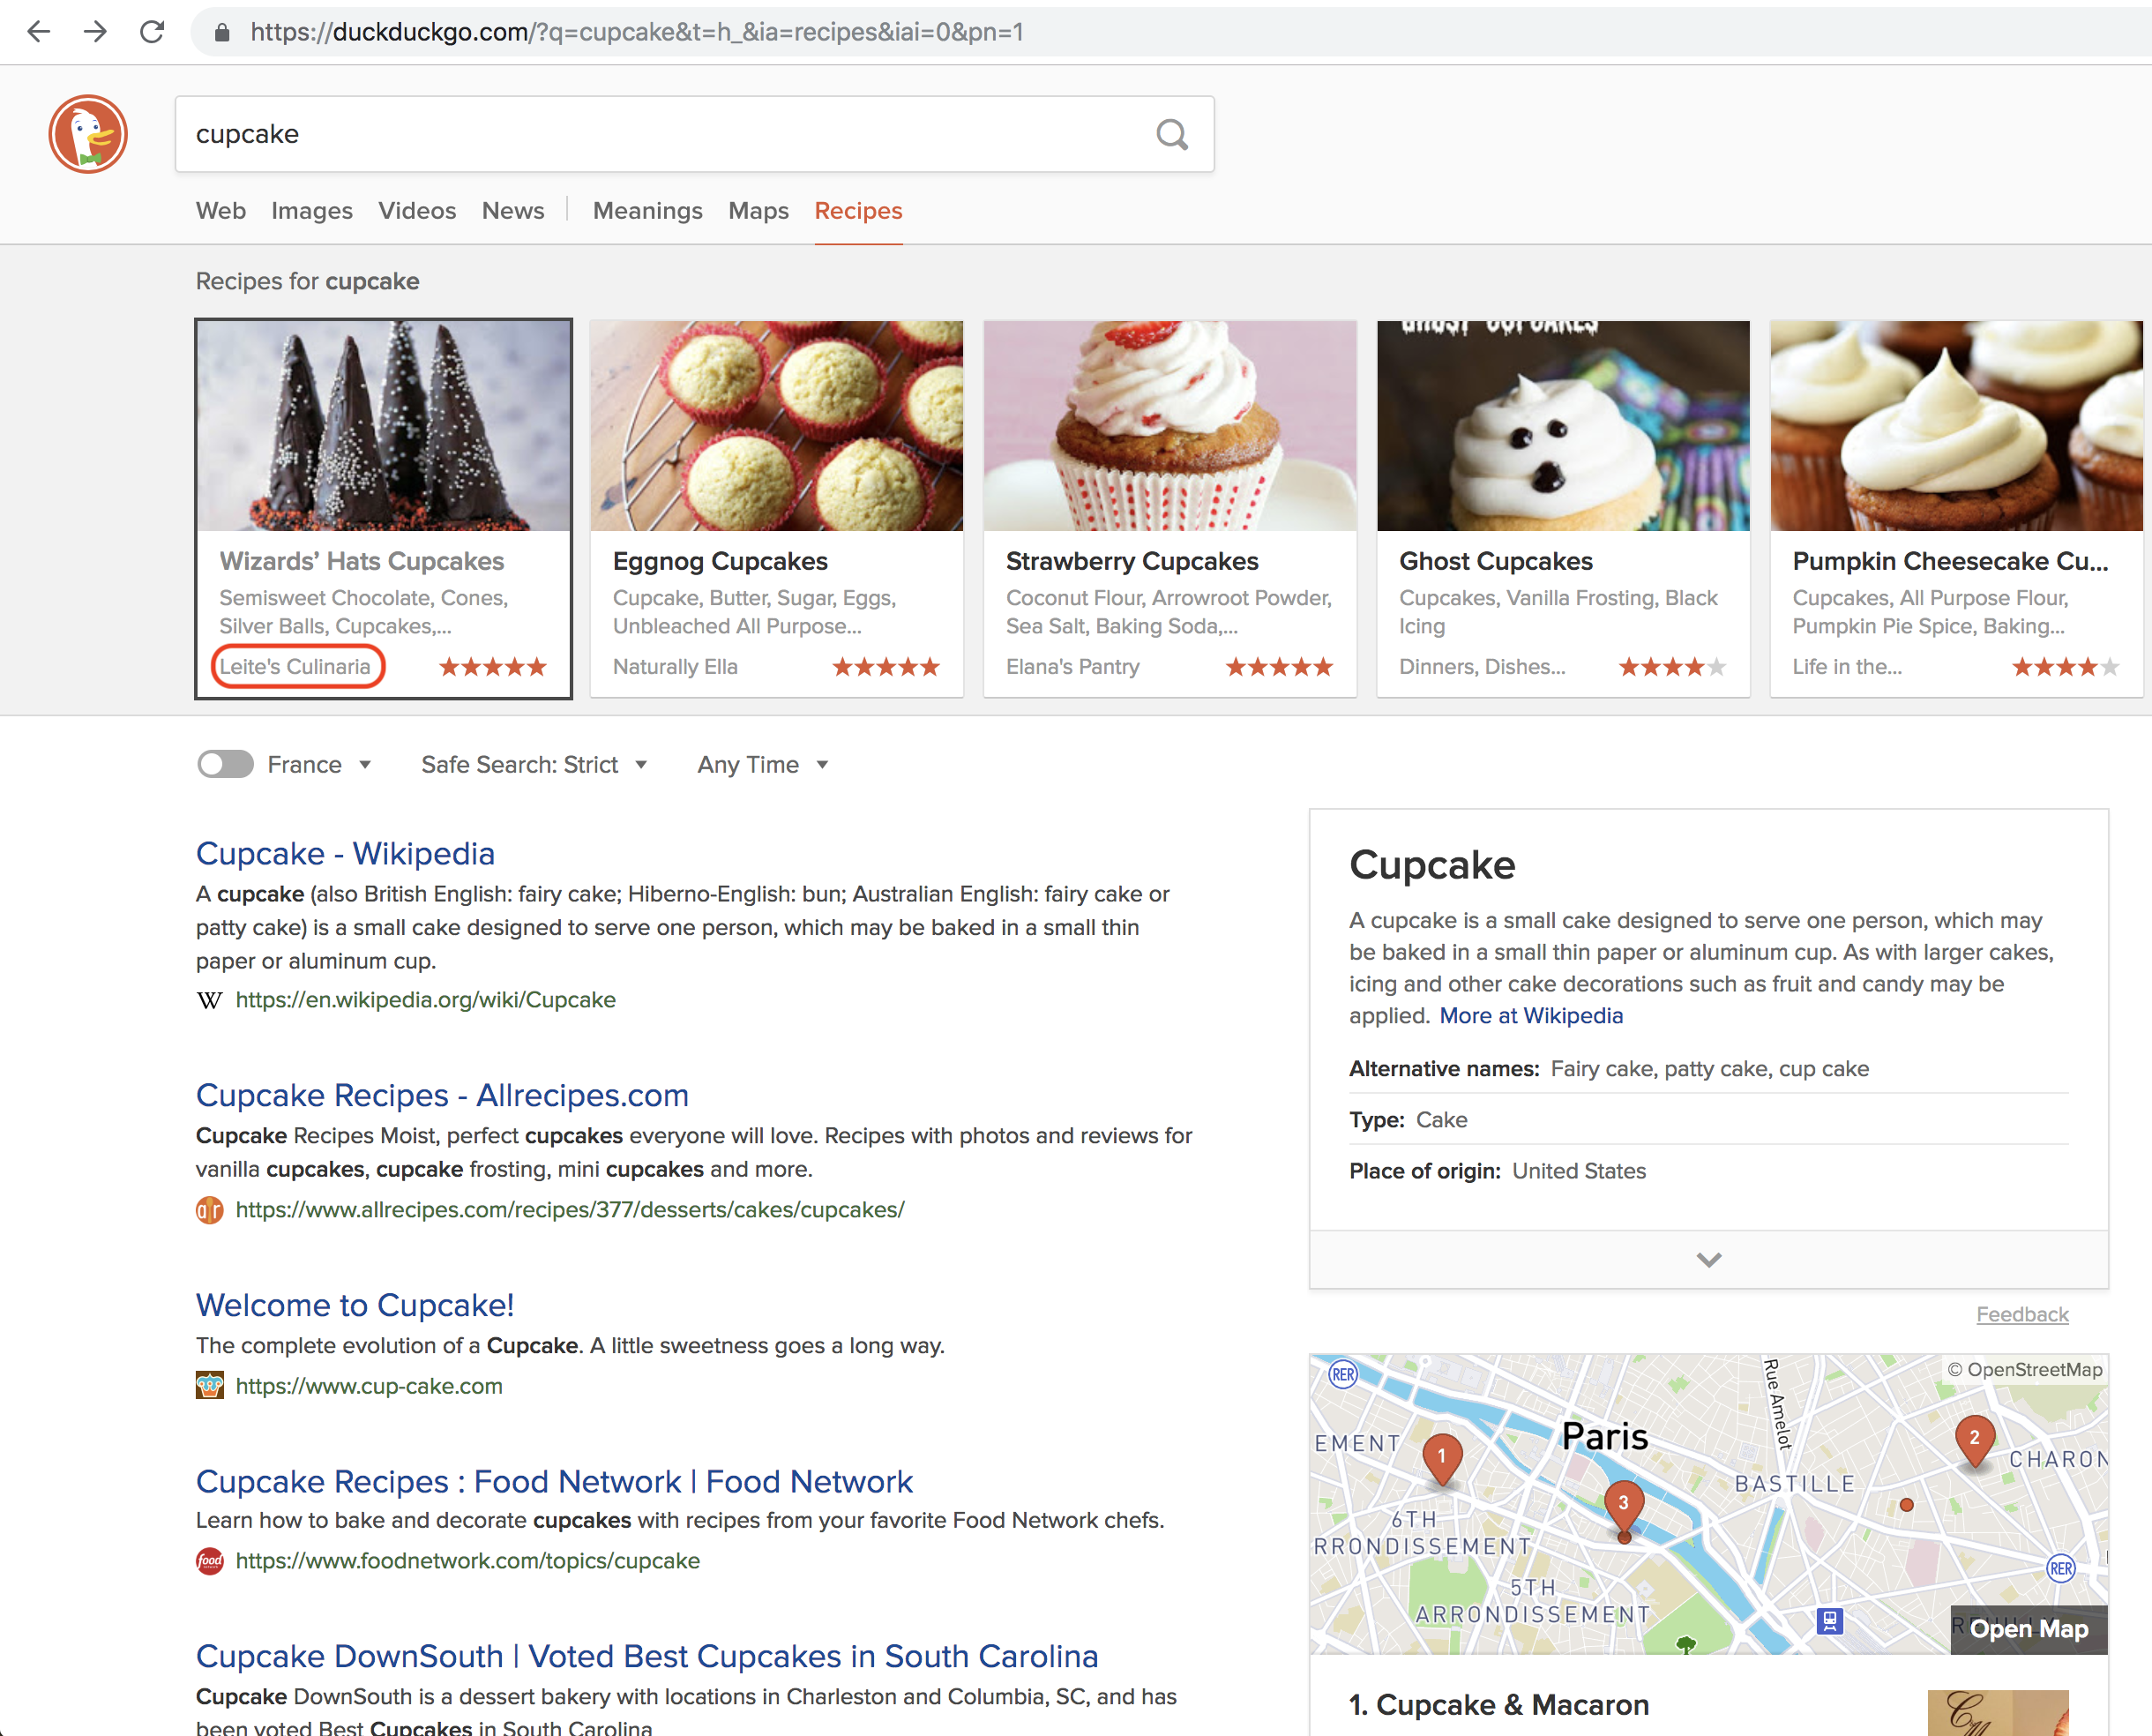 https://duckduckgo.com/?q=cupcake&t=h_&ia=recipes&iai=0&pn=1
cupcake
Web Images Videos News Meanings Maps Recipes
Recipes for cupcake
GHOST CUPCAKES
Wizards’ Hats Cupcakes
Semisweet Chocolate, Cones,
Silver Balls, Cupcakes,...
Leite's Culinaria
Eggnog Cupcakes
Cupcake, Butter, Sugar, Eggs,
Unbleached All Purpose...
Naturally Ella
Strawberry Cupcakes
Coconut Flour, Arrowroot Powder,
Sea Salt, Baking Soda,...
Elana's Pantry
Ghost Cupcakes
Cupcakes, Vanilla Frosting, Black
Icing
Dinners, Dishes...
Pumpkin Cheesecake Cu...
Cupcakes, All Purpose Flour,
Pumpkin Pie Spice, Baking...
Life in the...
France Safe Search: Strict Any Time
Cupcake - Wikipedia
A cupcake (also British English: fairy cake; Hiberno-English: bun; Australian English: fairy cake or
patty cake) is a small cake designed to serve one person, which may be baked in a small thin
paper or aluminum cup.
W https://en.wikipedia.org/wiki/Cupcake
Cupcake Recipes - Allrecipes.com
Cupcake Recipes Moist, perfect cupcakes everyone will love. Recipes with photos and reviews for
vanilla cupcakes, cupcake frosting, mini cupcakes and more.
ar https://www.allrecipes.com/recipes/377/desserts/cakes/cupcakes/
Welcome to Cupcake!
The complete evolution of a Cupcake. A little sweetness goes a long way.
https://www.cup-cake.com
Cupcake Recipes : Food Network | Food Network
Learn how to bake and decorate cupcakes with recipes from your favorite Food Network chefs.
food https://www.foodnetwork.com/topics/cupcake
Cupcake DownSouth | Voted Best Cupcakes in South Carolina
Cupcake DownSouth is a dessert bakery with locations in Charleston and Columbia, SC, and has
been voted Best Cupcakes in South Carolina
Cupcake
A cupcake is a small cake designed to serve one person, which may
be baked in a small thin paper or aluminum cup. As with larger cakes,
icing and other cake decorations such as fruit and candy may be
applied. More at Wikipedia
Alternative names: Fairy cake, patty cake, cup cake
Type: Cake
Place of origin: United States
Feedback
RER
Rue Amelot
© OpenStreetMap
Paris
EMENT
1
2
CHARON
BASTILLE
3
6TH
RRONDISSEMENT
RER
5TH
ARRONDISSEMENT
Open Map
1. Cupcake & Macaron
CM